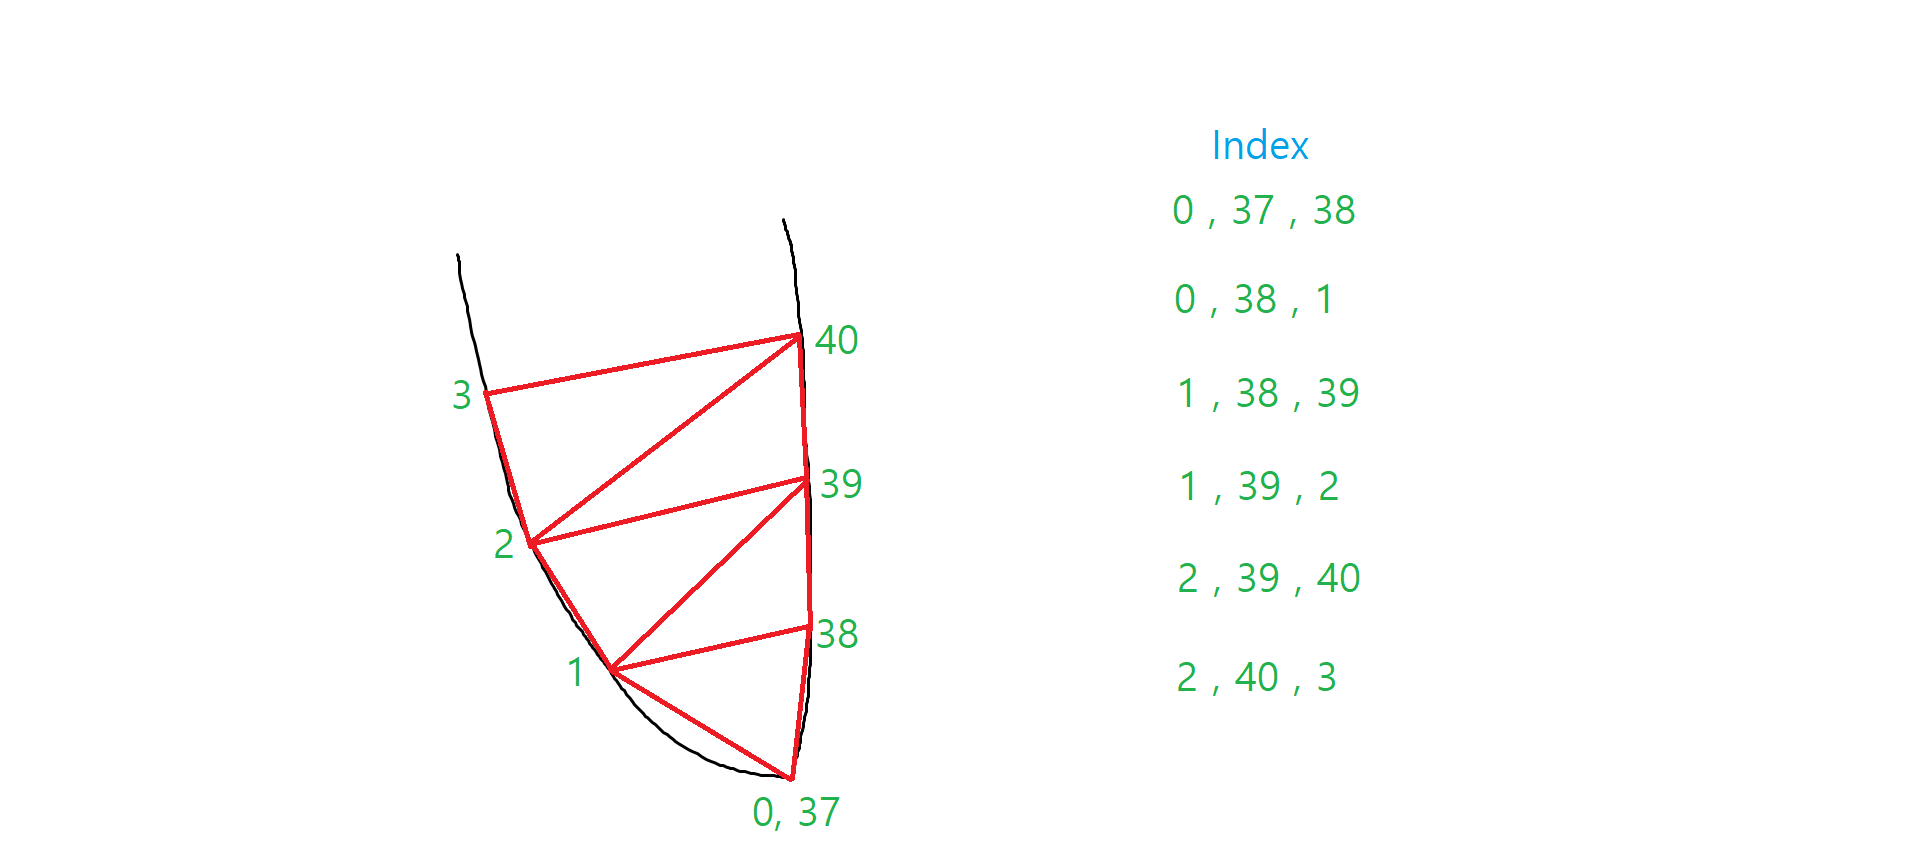 Index
0 , 37 , 38
0 , 38 , 1
40
3
1 , 38 , 39
39
1 , 39 , 2
2
2 , 39 , 40
38
1
2 , 40 , 3
0, 37